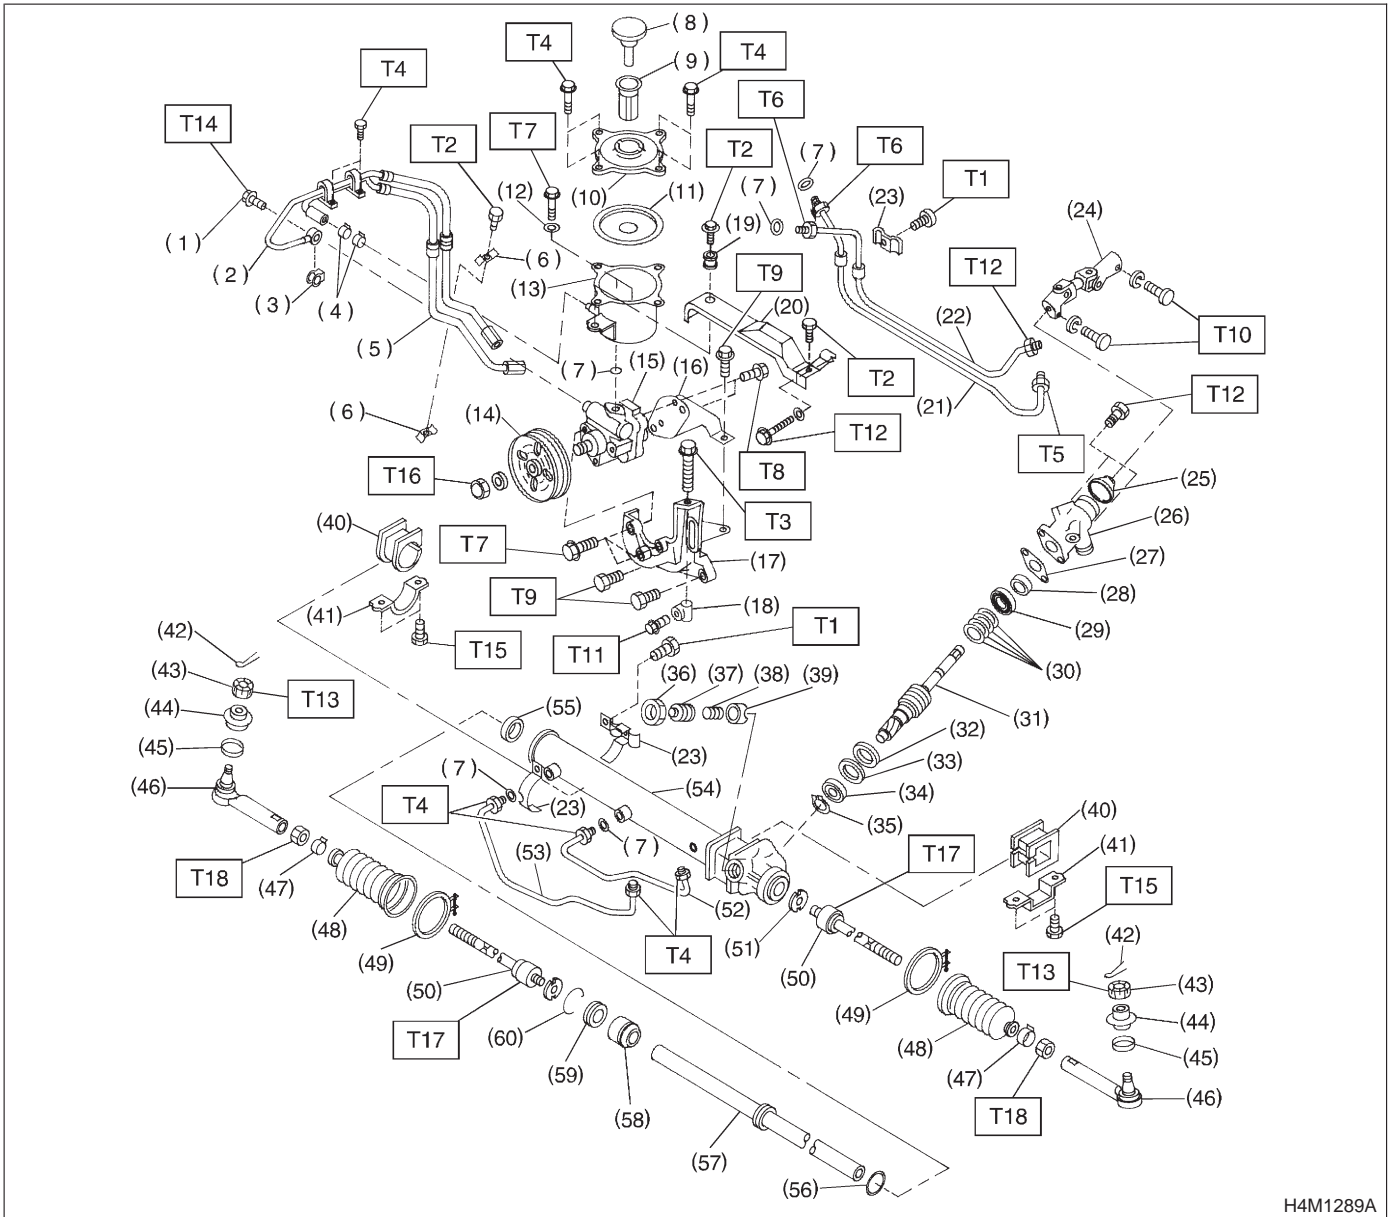 (8)
T4
T4
(9)
T4
T6
T14
T7
T2
T2
(7)
T6
T1
(12)
(10)
(11)
(7)
(23)
(24)
(1)
(19)
(2)
(6)
T12
(3)
(4)
(13)
T9
(20)
(5)
(22)
T10
(7)
(15)
(16)
T2
(21)
T12
(6)
(14)
T12
T5
T16
T8
(25)
(40)
T3
(26)
T7
(17)
(27)
(41)
T9
(28)
(18)
(29)
(42)
T15
T11
T1
(30)
(43)
T13
(36)
(37)
(38)
(39)
(31)
(44)
(55)
(32)
(45)
(23)
(33)
(46)
(7)
(54)
(34)
T4
(23)
(35)
(40)
(7)
T17
(41)
T18
(47)
(53)
T15
(48)
(52)
(51)
(42)
(49)
T4
(50)
T13
(43)
(50)
(49)
(44)
T17
(60)
(48)
(45)
(59)
(47)
(46)
(58)
T18
(57)
(56)
H4M1289A